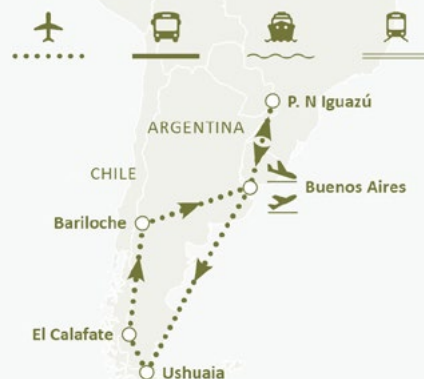 P. N Iguazú
ARGENTINA
CHILE
Buenos Aires
Bariloche
El Calafate
Ushuaia